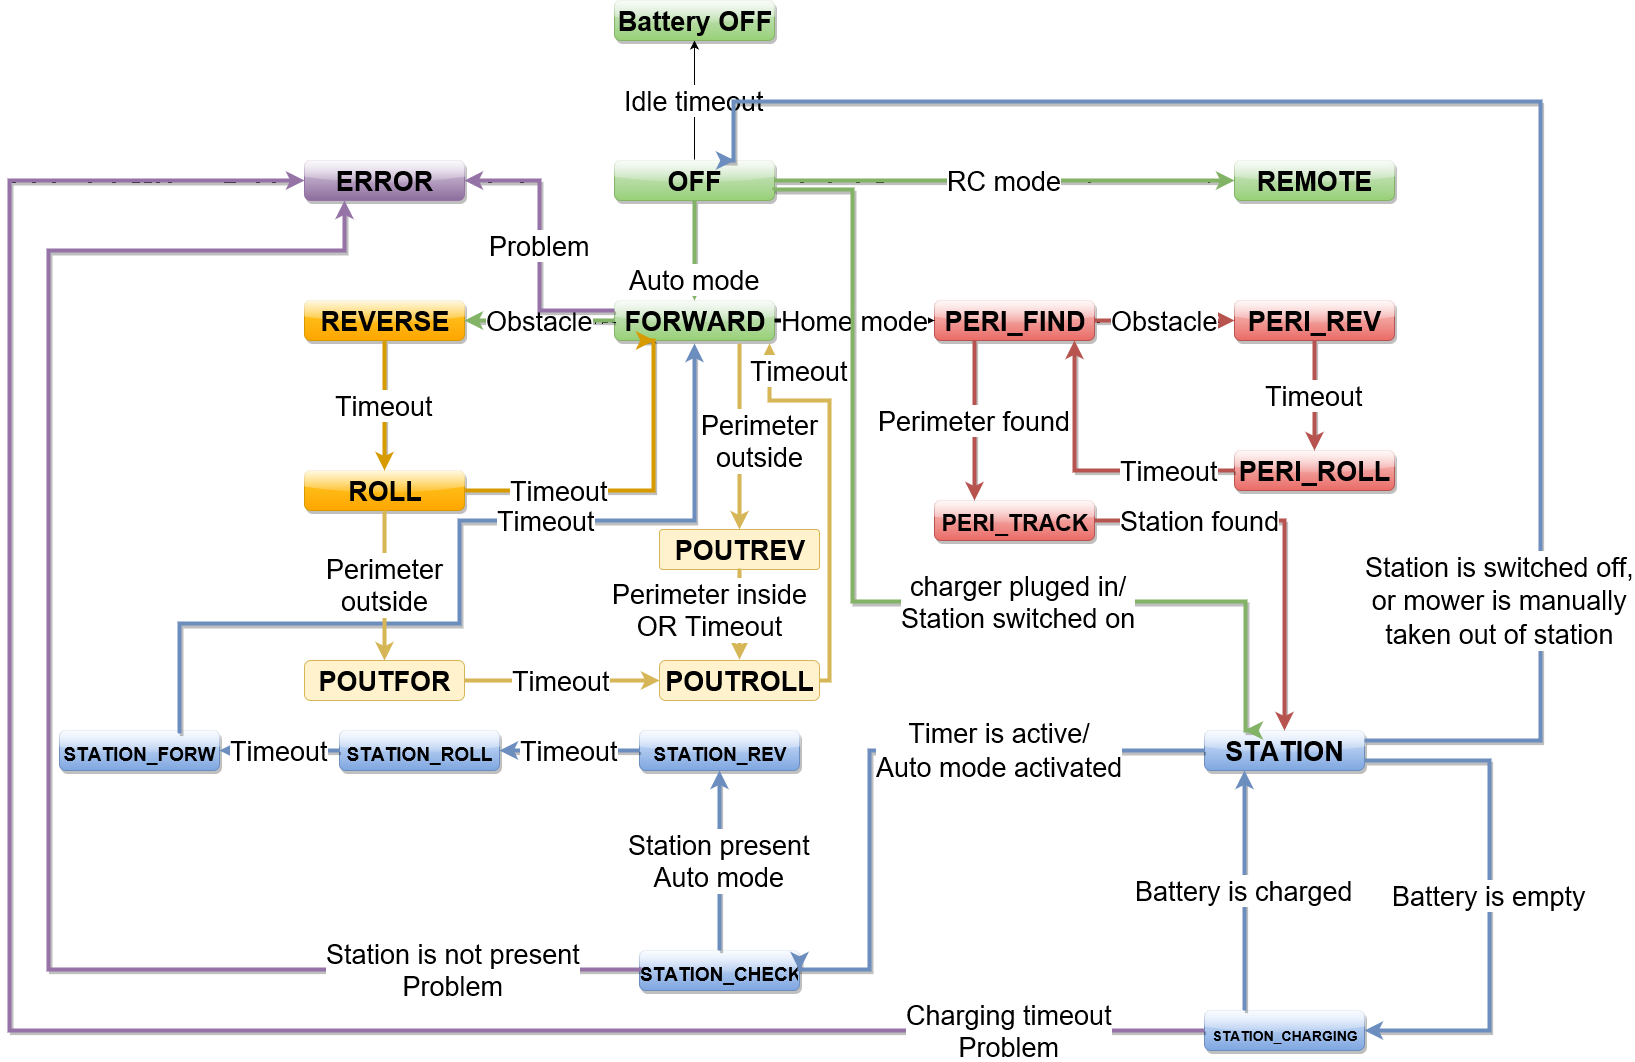 Battery OFF
Idle timeout
ERROR
OFF
RC mode
REMOTE
Problem
Auto mode
REVERSE
Obstacle
FORWARD
Home mode
PERI_FIND
Obstacle
PERI_REV
Timeout
Timeout
Perimeter
outside
Perimeter found
Timeout
ROLL
Timeout
Timeout
Timeout
PERI_ROLL
PERI_TRACK
Station found
POUTREV
Perimeter
outside
Perimeter inside
OR Timeout
charger pluged in/
Station switched on
Station is switched off,
or mower is manually
taken out of station
POUTFOR
Timeout
POUTROLL
STATION_FORW
Timeout
STATION_ROLL
Timeout
STATION_REV
Timer is active/
Auto mode activated
STATION
Station present
Auto mode
Battery is charged
Battery is empty
Station is not present
Problem
STATION_CHECK
Charging timeout
Problem
STATION_CHARGING